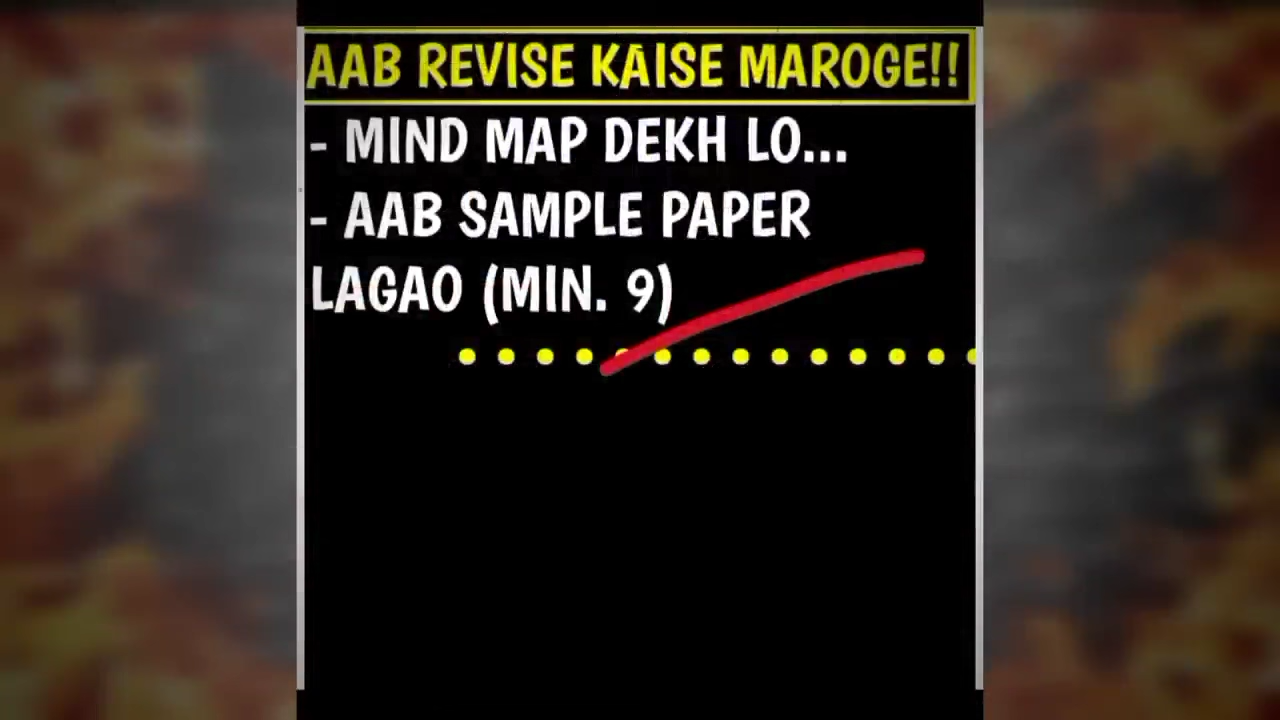 AAB REVISE KAISE MAROGE!!
- MIND MAP DEKH LO...
- AAB SAMPLE PAPER
LAGAO (MIN. 9)